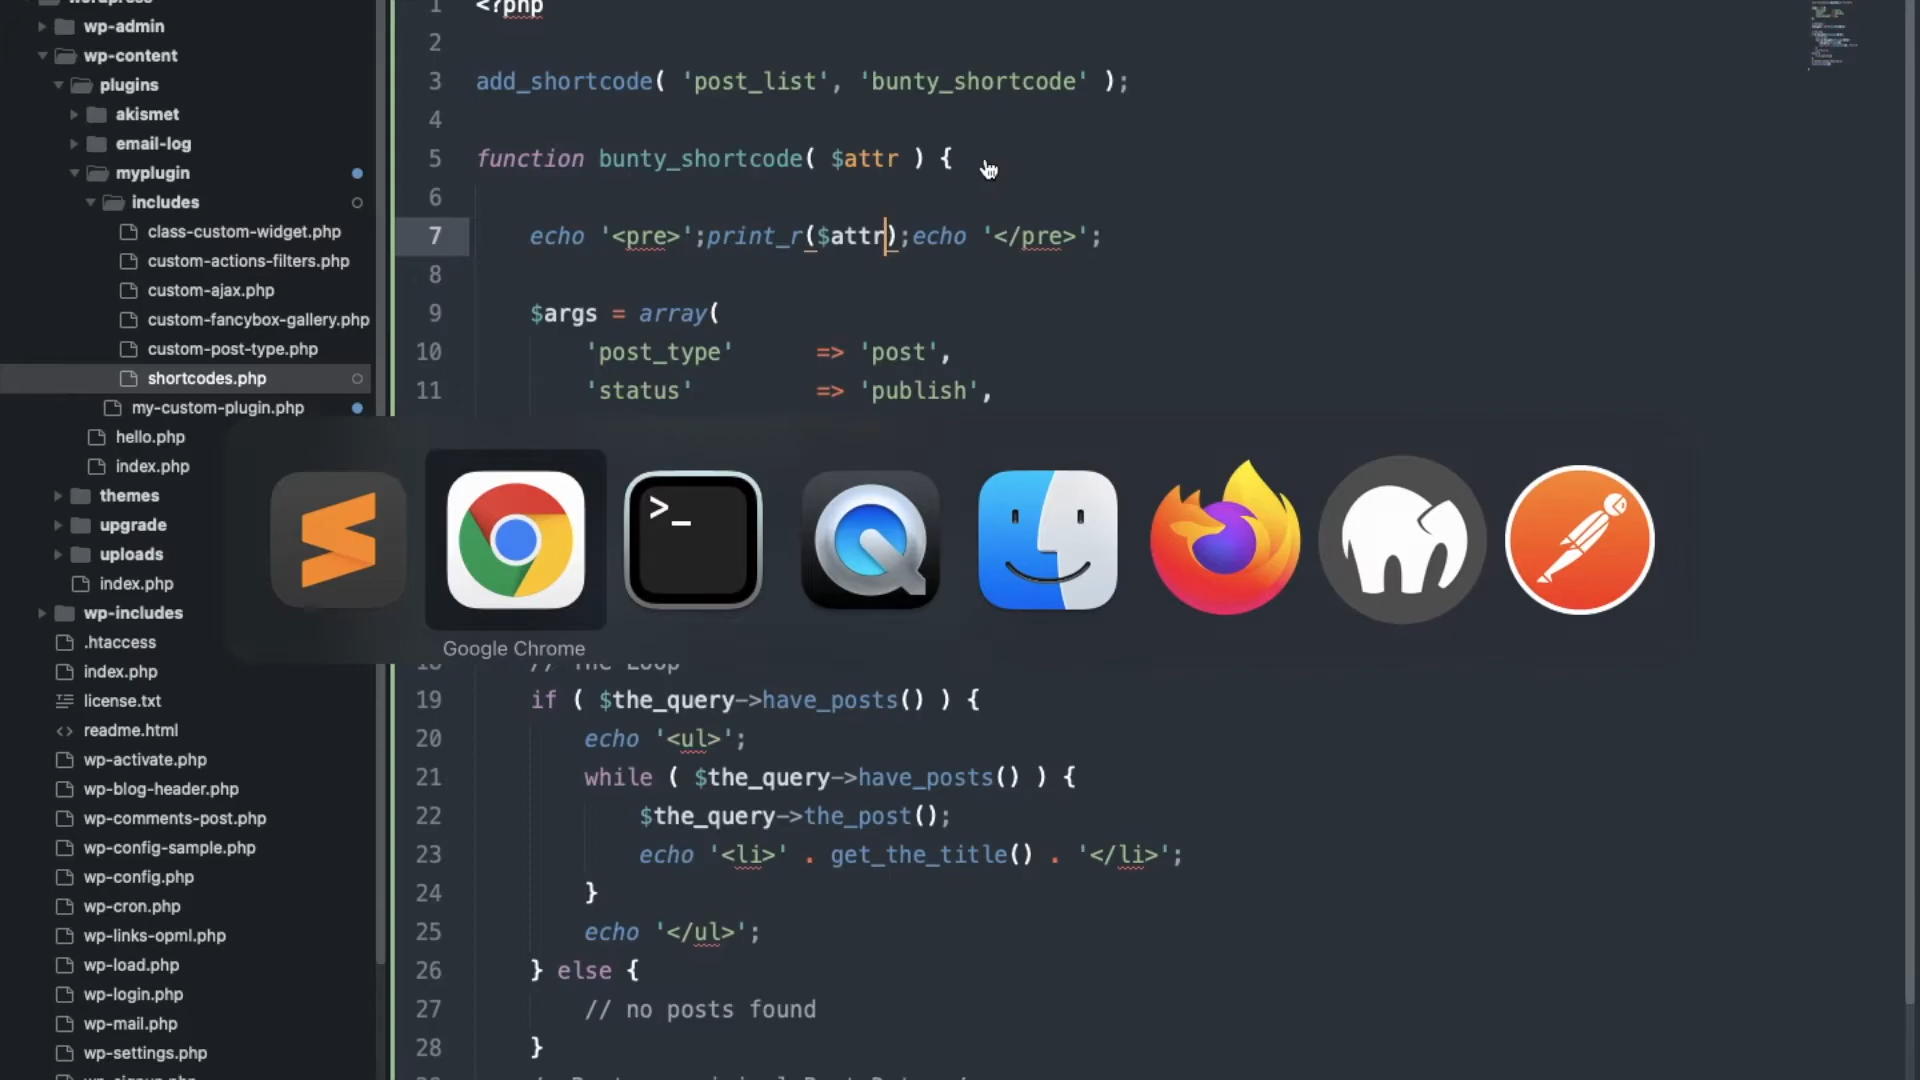 wordpress
wp-admin
wp-content
plugins
akismet
email-log
myplugin
includes
class-custom-widget.php
custom-actions-filters.php
custom-ajax.php
custom-fancybox-gallery.php
custom-post-type.php
shortcodes.php
my-custom-plugin.php
hello.php
index.php
themes
upgrade
uploads
index.php
wp-includes
.htaccess
index.php
license.txt
readme.html
wp-activate.php
wp-blog-header.php
wp-comments-post.php
wp-config-sample.php
wp-config.php
wp-cron.php
wp-links-opml.php
wp-load.php
wp-login.php
wp-mail.php
wp-settings.php
1 <?php
2
3 add_shortcode( 'post_list', 'bunty_shortcode' );
4
5 function bunty_shortcode( $attr ) {
6
7 echo '<pre>';print_r($attr);echo '</pre>';
8
9 $args = array(
10 'post_type' => 'post',
11 'status' => 'publish',
>_
Google Chrome
18 // The Loop
19 if ( $the_query->have_posts() ) {
20 echo '<ul>';
21 while ( $the_query->have_posts() ) {
22 $the_query->the_post();
23 echo '<li>' . get_the_title() . '</li>';
24 }
25 echo '</ul>';
26 } else {
27 // no posts found
28 }